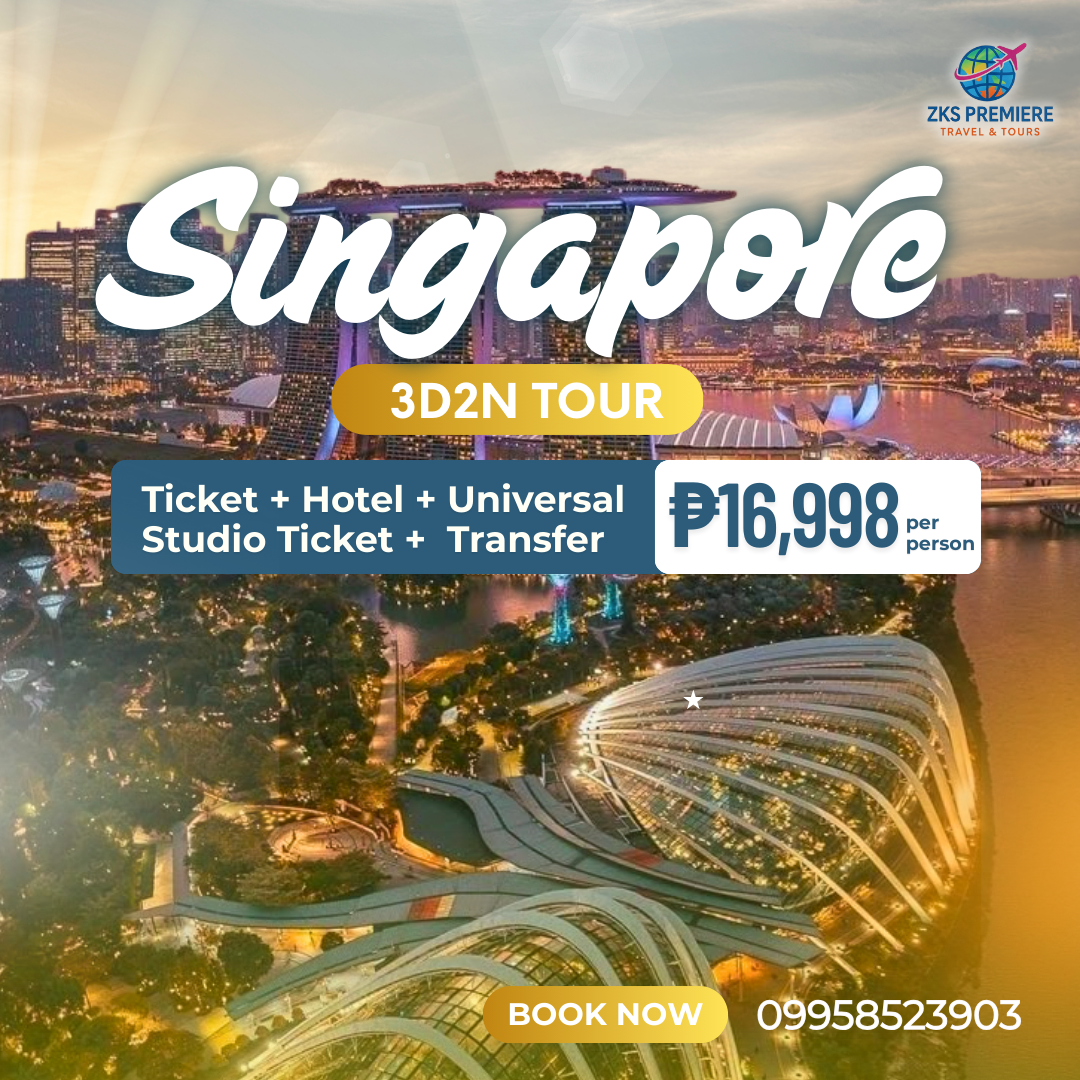 ZKS PREMIERE
TRAVEL & TOURS
Singapore
3D2N TOUR
Ticket + Hotel + Universal
Studio Ticket + Transfer
₱16,998 per
person
BOOK NOW 09958523903